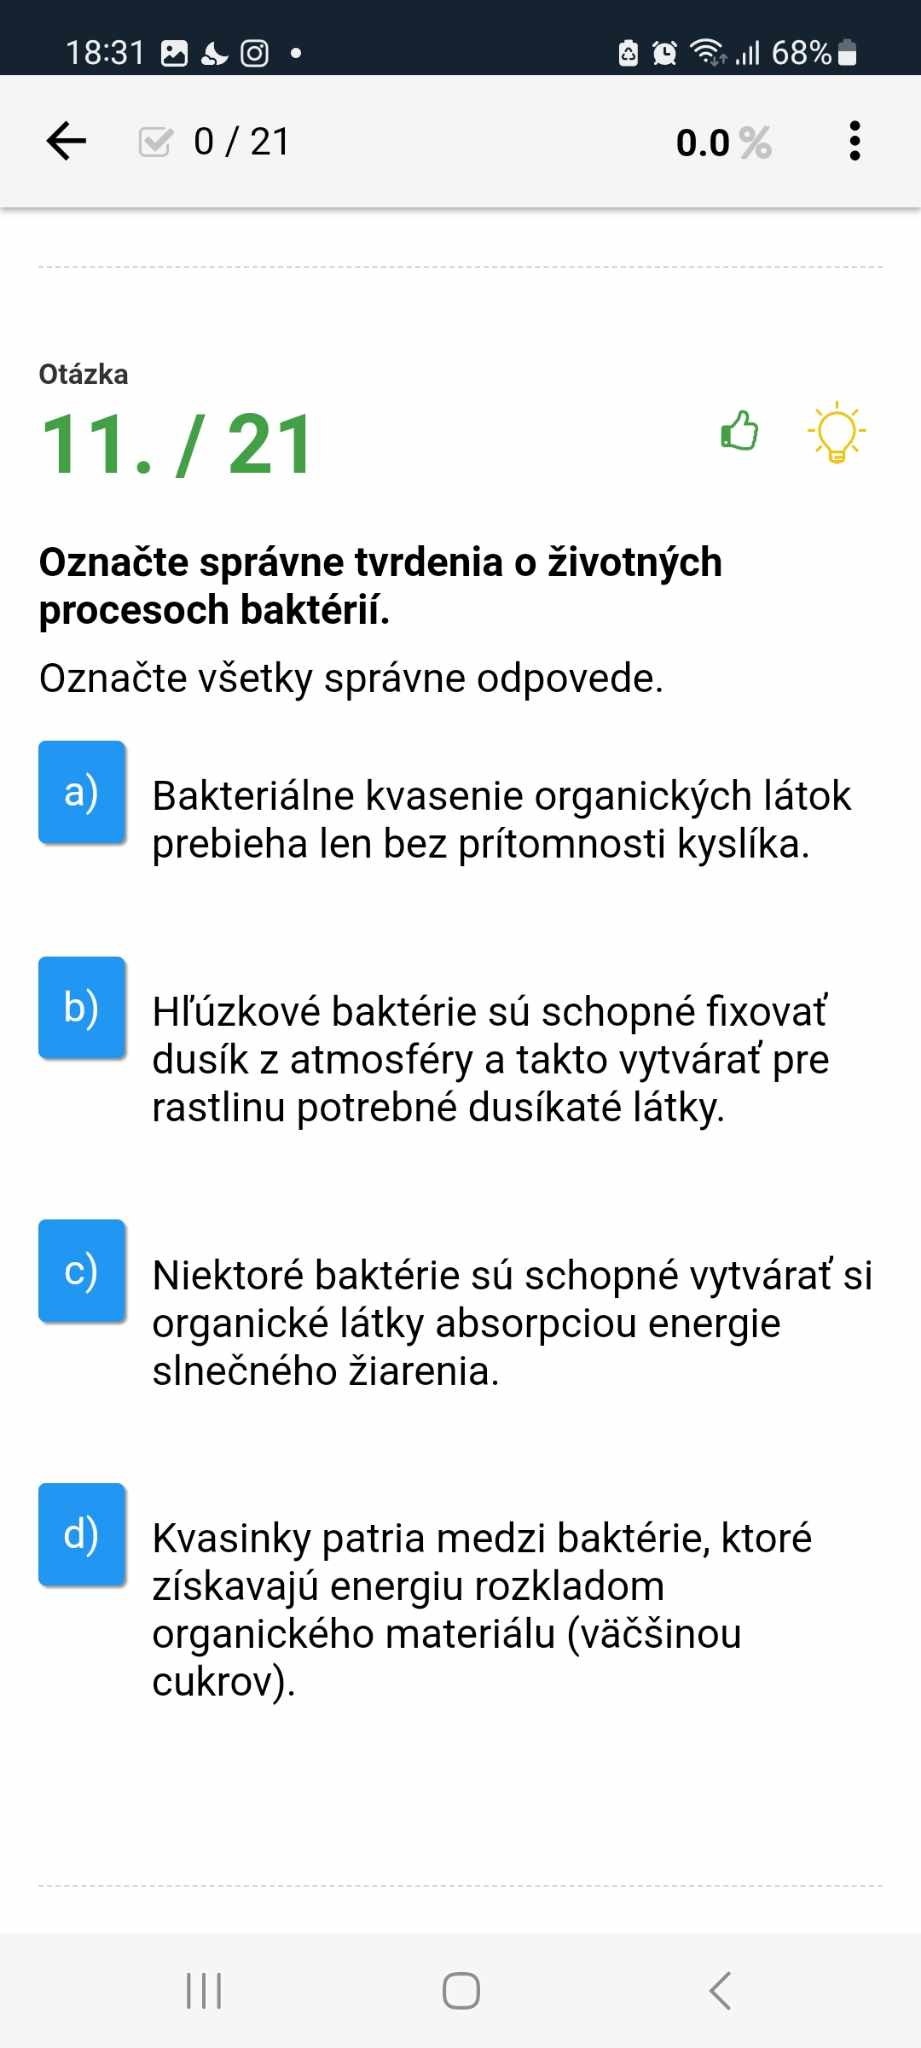 18:31
68%
0 / 21
0.0 %
Otázka
11. / 21
Označte správne tvrdenia o životných
procesoch baktérií.
Označte všetky správne odpovede.
a)
Bakteriálne kvasenie organických látok
prebieha len bez prítomnosti kyslíka.
b)
Hľúzkové baktérie sú schopné fixovať
dusík z atmosféry a takto vytvárať pre
rastlinu potrebné dusíkaté látky.
c)
Niektoré baktérie sú schopné vytvárať si
organické látky absorpciou energie
slnečného žiarenia.
d)
Kvasinky patria medzi baktérie, ktoré
získavajú energiu rozkladom
organického materiálu (väčšinou
cukrov).